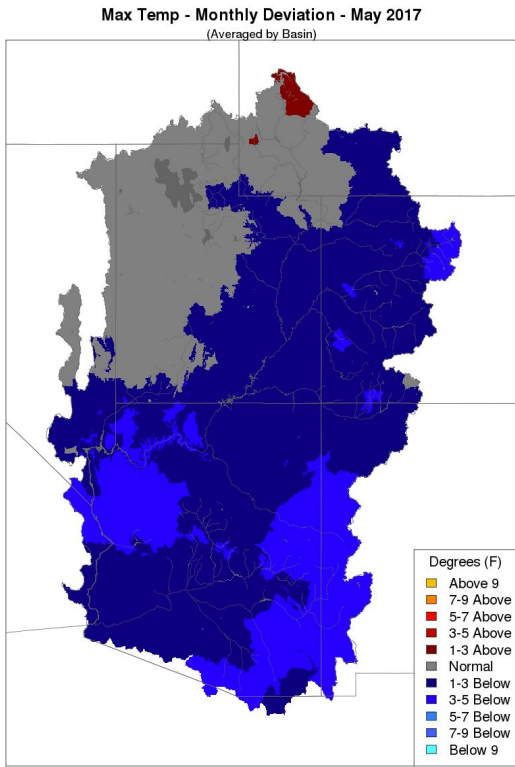 Max Temp - Monthly Deviation - May 2017
(Averaged by Basin)
Degrees (F)
Above 9
7-9 Above
5-7 Above
3-5 Above
1-3 Above
Normal
1-3 Below
3-5 Below
5-7 Below
7-9 Below
Below 9